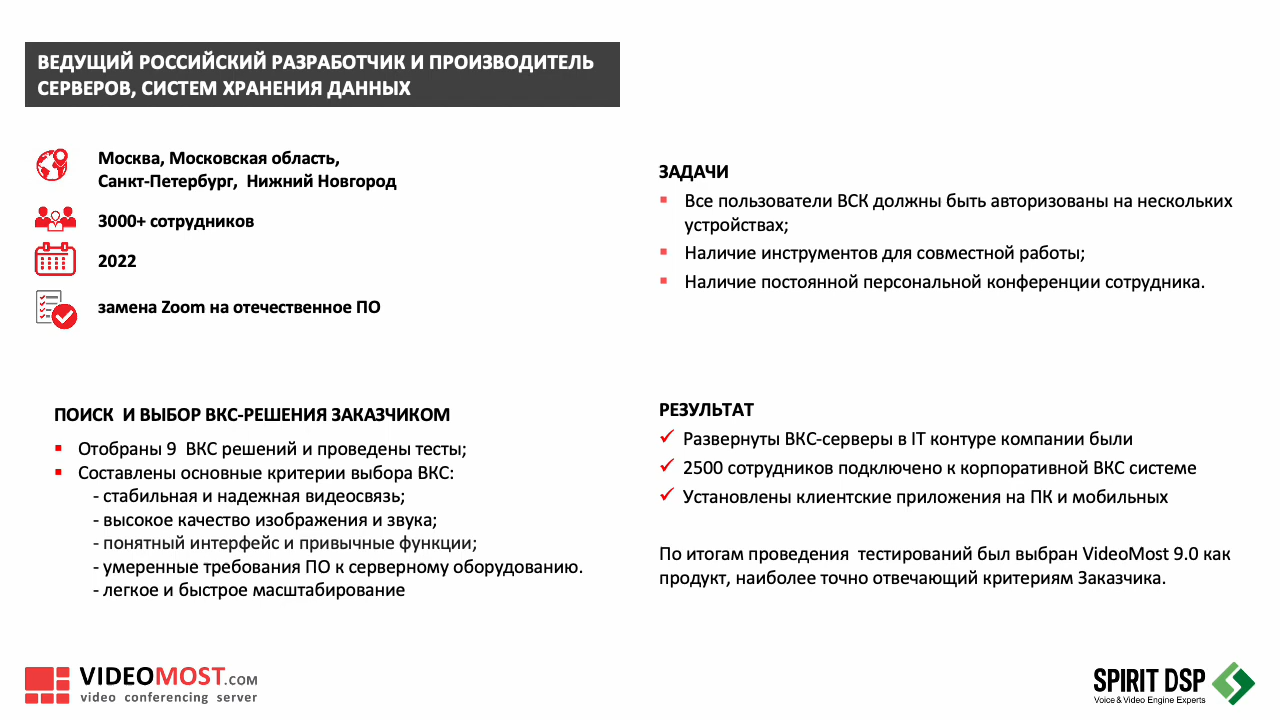 ВЕДУЩИЙ РОССИЙСКИЙ РАЗРАБОТЧИК И ПРОИЗВОДИТЕЛЬ
СЕРВЕРОВ, СИСТЕМ ХРАНЕНИЯ ДАННЫХ
Москва, Московская область,
Санкт-Петербург, Нижний Новгород
3000+ сотрудников
2022
замена Zoom на отечественное ПО
ЗАДАЧИ
▪ Все пользователи ВСК должны быть авторизованы на нескольких
устройствах;
▪ Наличие инструментов для совместной работы;
▪ Наличие постоянной персональной конференции сотрудника.
ПОИСК И ВЫБОР ВКС-РЕШЕНИЯ ЗАКАЗЧИКОМ
▪ Отобраны 9 ВКС решений и проведены тесты;
▪ Составлены основные критерии выбора ВКС:
- стабильная и надежная видеосвязь;
- высокое качество изображения и звука;
- понятный интерфейс и привычные функции;
- умеренные требования ПО к серверному оборудованию.
- легкое и быстрое масштабирование
РЕЗУЛЬТАТ
✓ Развернуты ВКС-серверы в IT контуре компании были
✓ 2500 сотрудников подключено к корпоративной ВКС системе
✓ Установлены клиентские приложения на ПК и мобильных
По итогам проведения тестирований был выбран VideoMost 9.0 как
продукт, наиболее точно отвечающий критериям Заказчика.
VIDEOMOST.COM
video conferencing server
SPIRIT DSP
Voice & Video Engine Experts